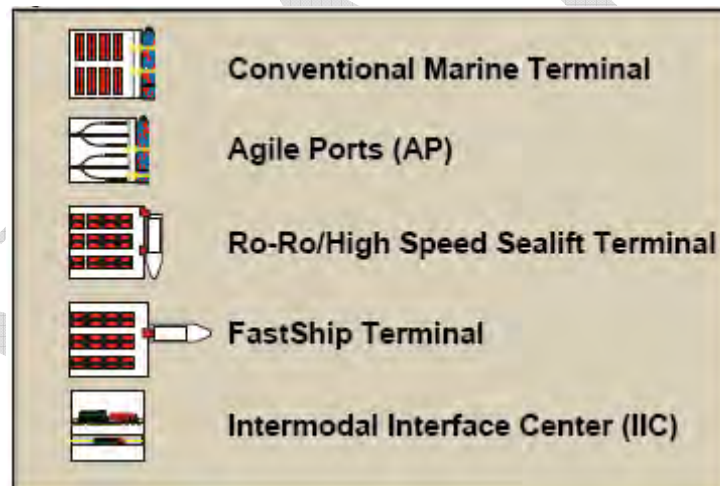 Conventional Marine Terminal
Agile Ports (AP)
Ro-Ro/High Speed Sealift Terminal
FastShip Terminal
Intermodal Interface Center (IIC)